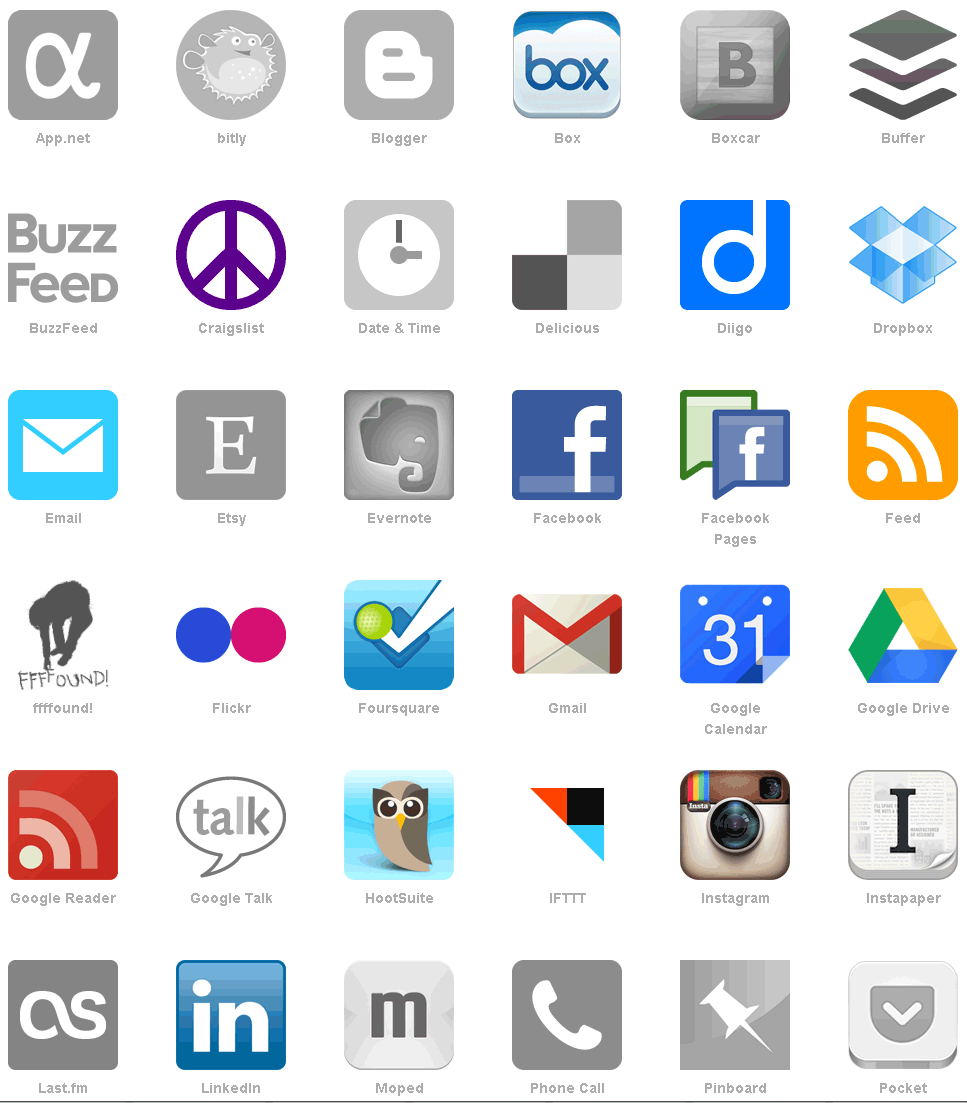 α
B
box
B
App.net
bitly
Blogger
Box
Boxcar
Buffer
BUZZ
FEED
d
BuzzFeed
Craigslist
Date & Time
Delicious
Diigo
Dropbox
E
f
f
Email
Etsy
Evernote
Facebook
Facebook
Pages
Feed
FFFFOUND!
31
ffffound!
Flickr
Foursquare
Gmail
Google
Calendar
Google Drive
talk
Insta
I
Google Reader
Google Talk
HootSuite
IFTTT
Instagram
Instapaper
as
in
m
Last.fm
LinkedIn
Moped
Phone Call
Pinboard
Pocket